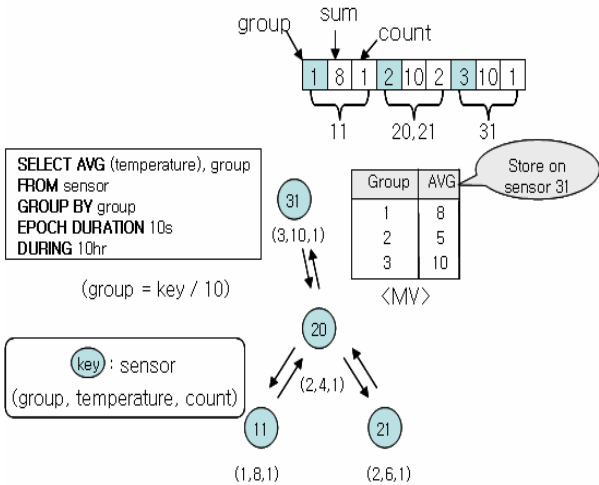 sum
group
count
1 8 1 2 10 2 3 10 1
11 20,21 31
SELECT AVG (temperature), group
FROM sensor
GROUP BY group
EPOCH DURATION 10s
DURING 10hr
(group = key / 10)
Store on
sensor 31
Group AVG
1 8
2 5
3 10
<MV>
31
(3,10,1)
20
(2,4,1)
key : sensor
(group, temperature, count)
11
21
(1,8,1)
(2,6,1)